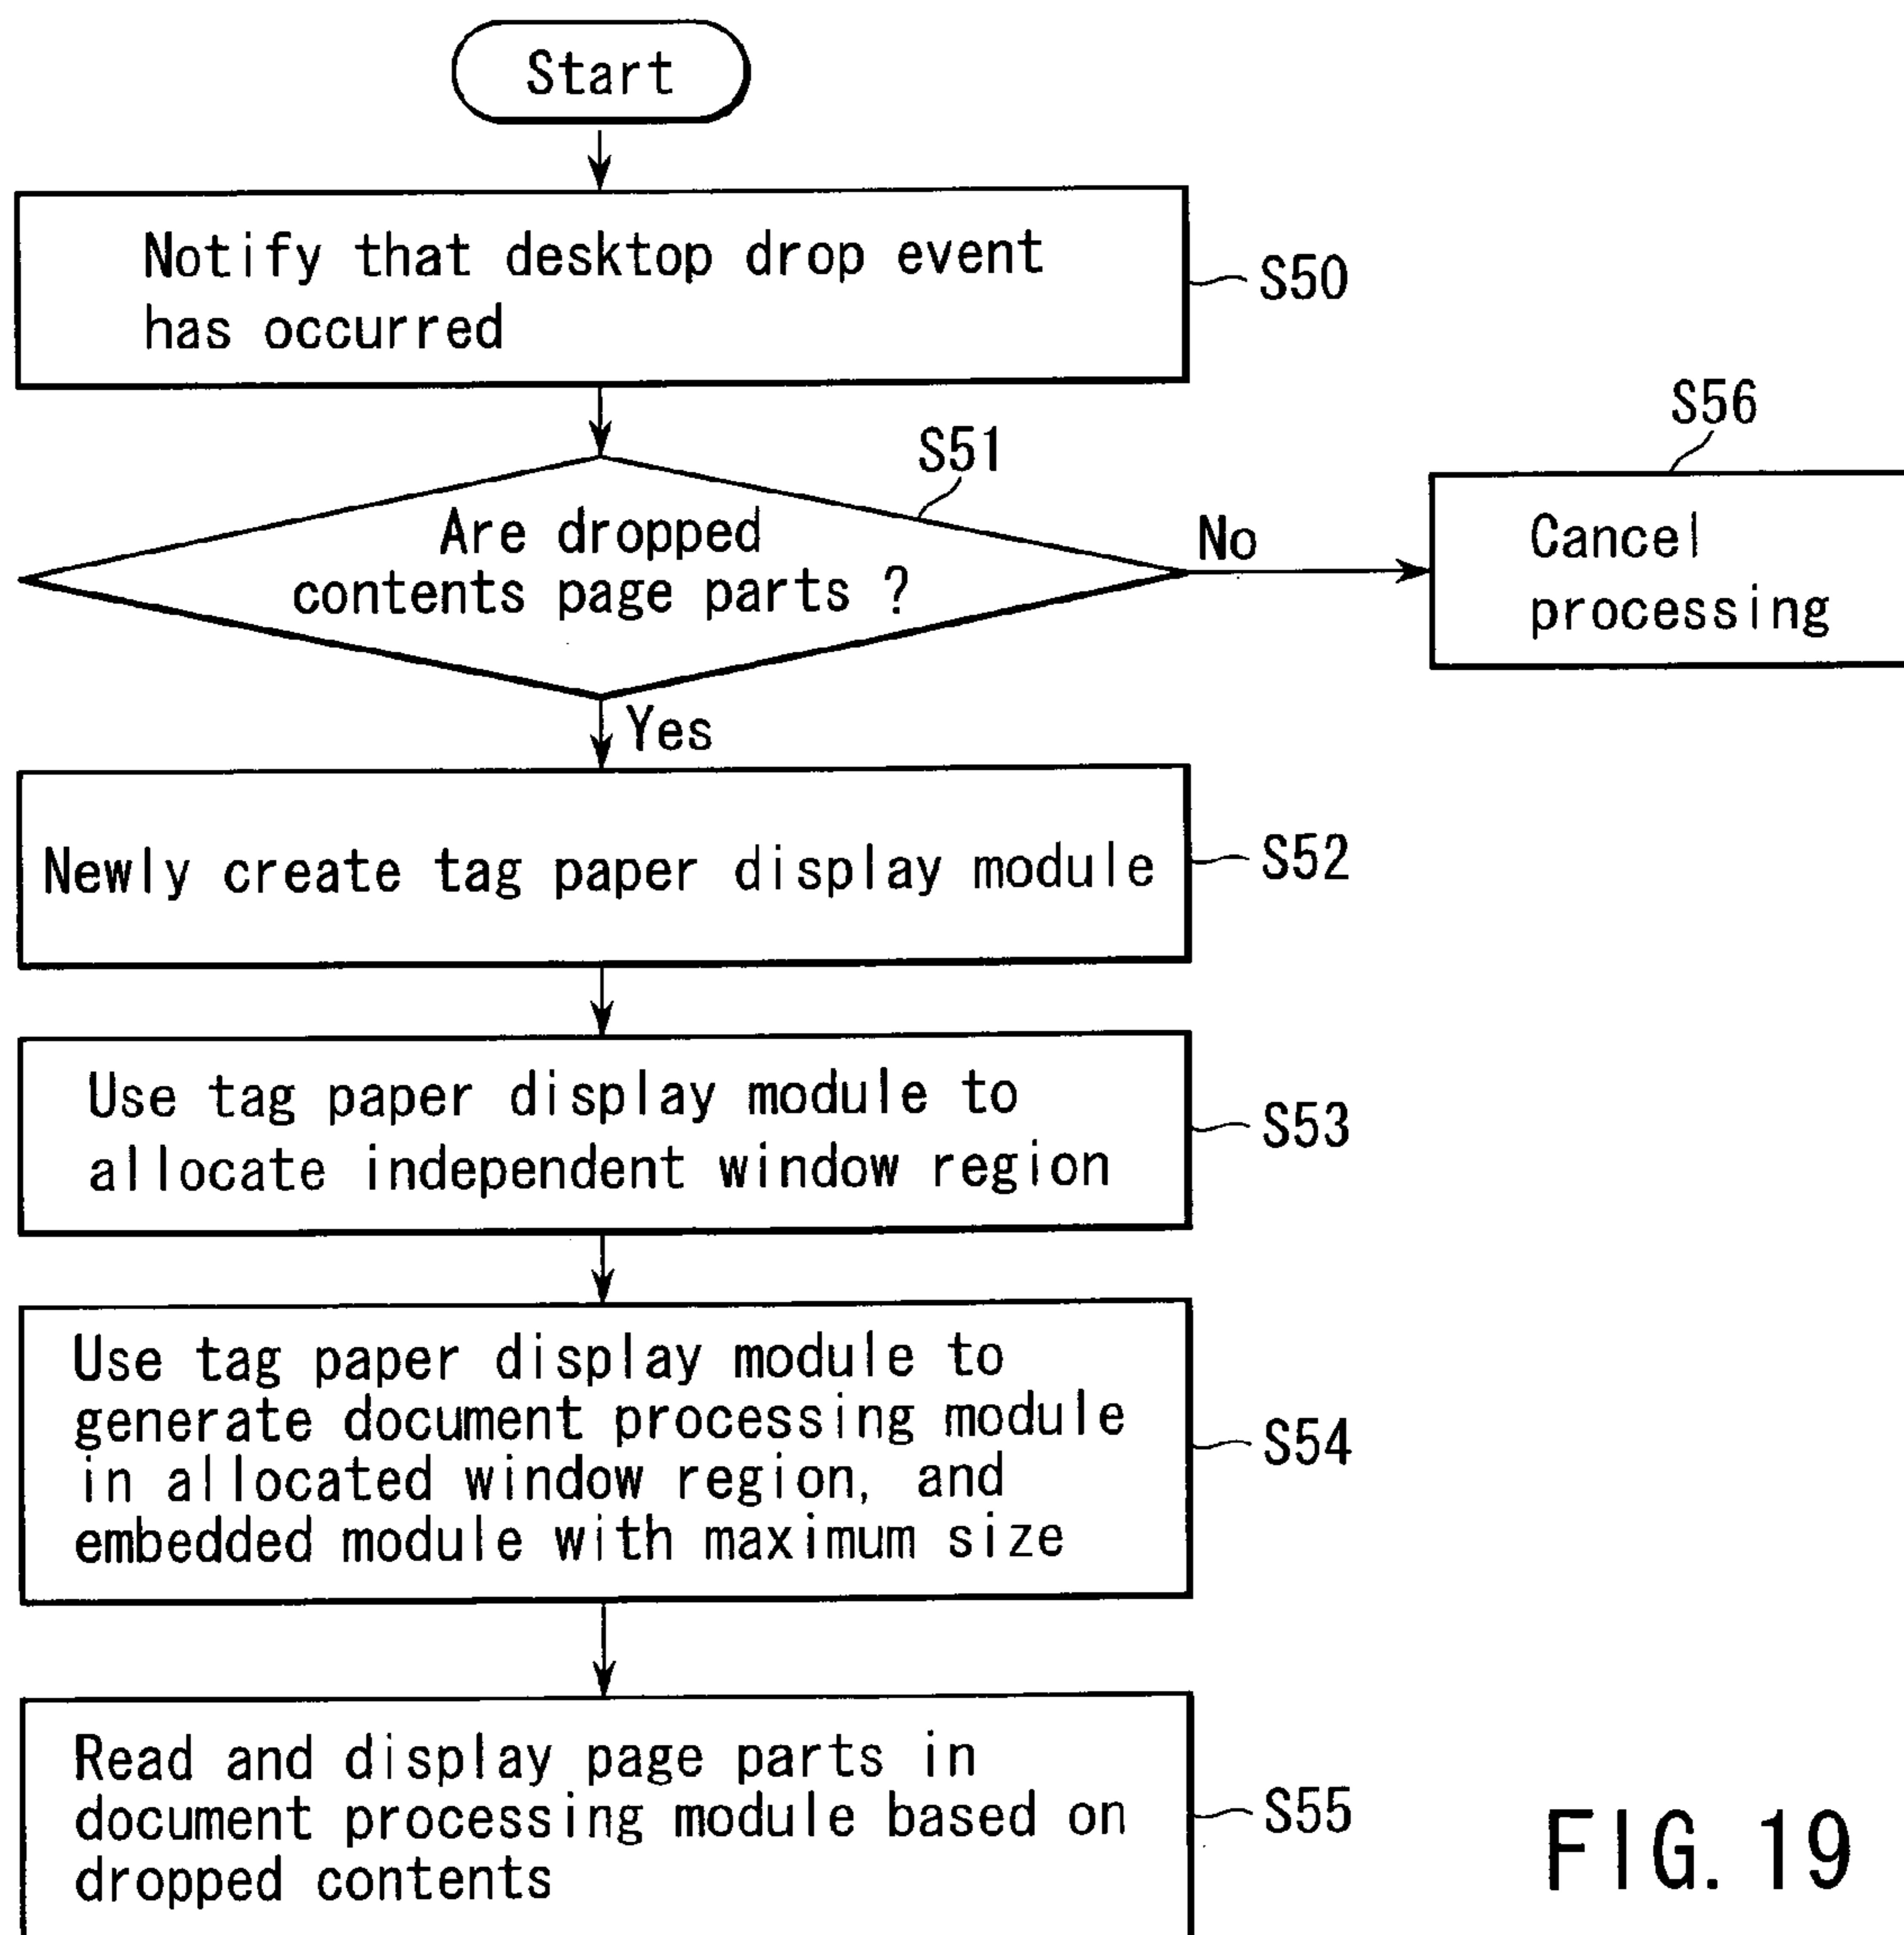 Start
Notify that desktop drop event
has occurred
S50
S51
Are dropped
contents page parts ?
No
S56
Cancel
processing
Yes
Newly create tag paper display module
S52
Use tag paper display module to
allocate independent window region
S53
Use tag paper display module to
generate document processing module
in allocated window region, and
embedded module with maximum size
S54
Read and display page parts in
document processing module based on
dropped contents
S55
FIG. 19